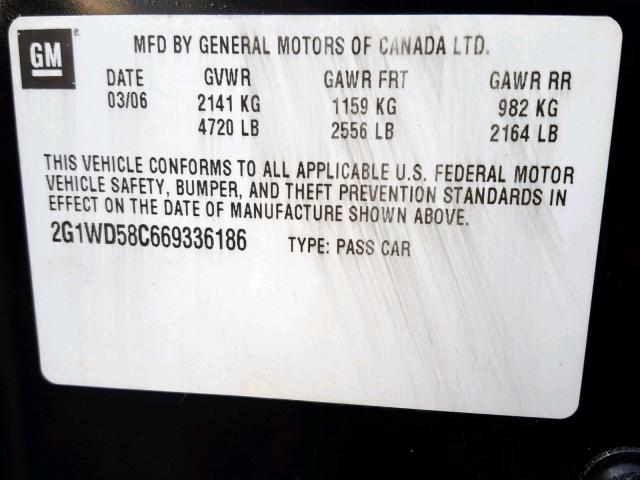 GM
MFD BY GENERAL MOTORS OF CANADA LTD.
DATE GVWR GAWR FRT GAWR RR
03/06 2141 KG 1159 KG 982 KG
4720 LB 2556 LB 2164 LB
THIS VEHICLE CONFORMS TO ALL APPLICABLE U.S. FEDERAL MOTOR
VEHICLE SAFETY, BUMPER, AND THEFT PREVENTION STANDARDS IN
EFFECT ON THE DATE OF MANUFACTURE SHOWN ABOVE.
2G1WD58C669336186 TYPE: PASS CAR